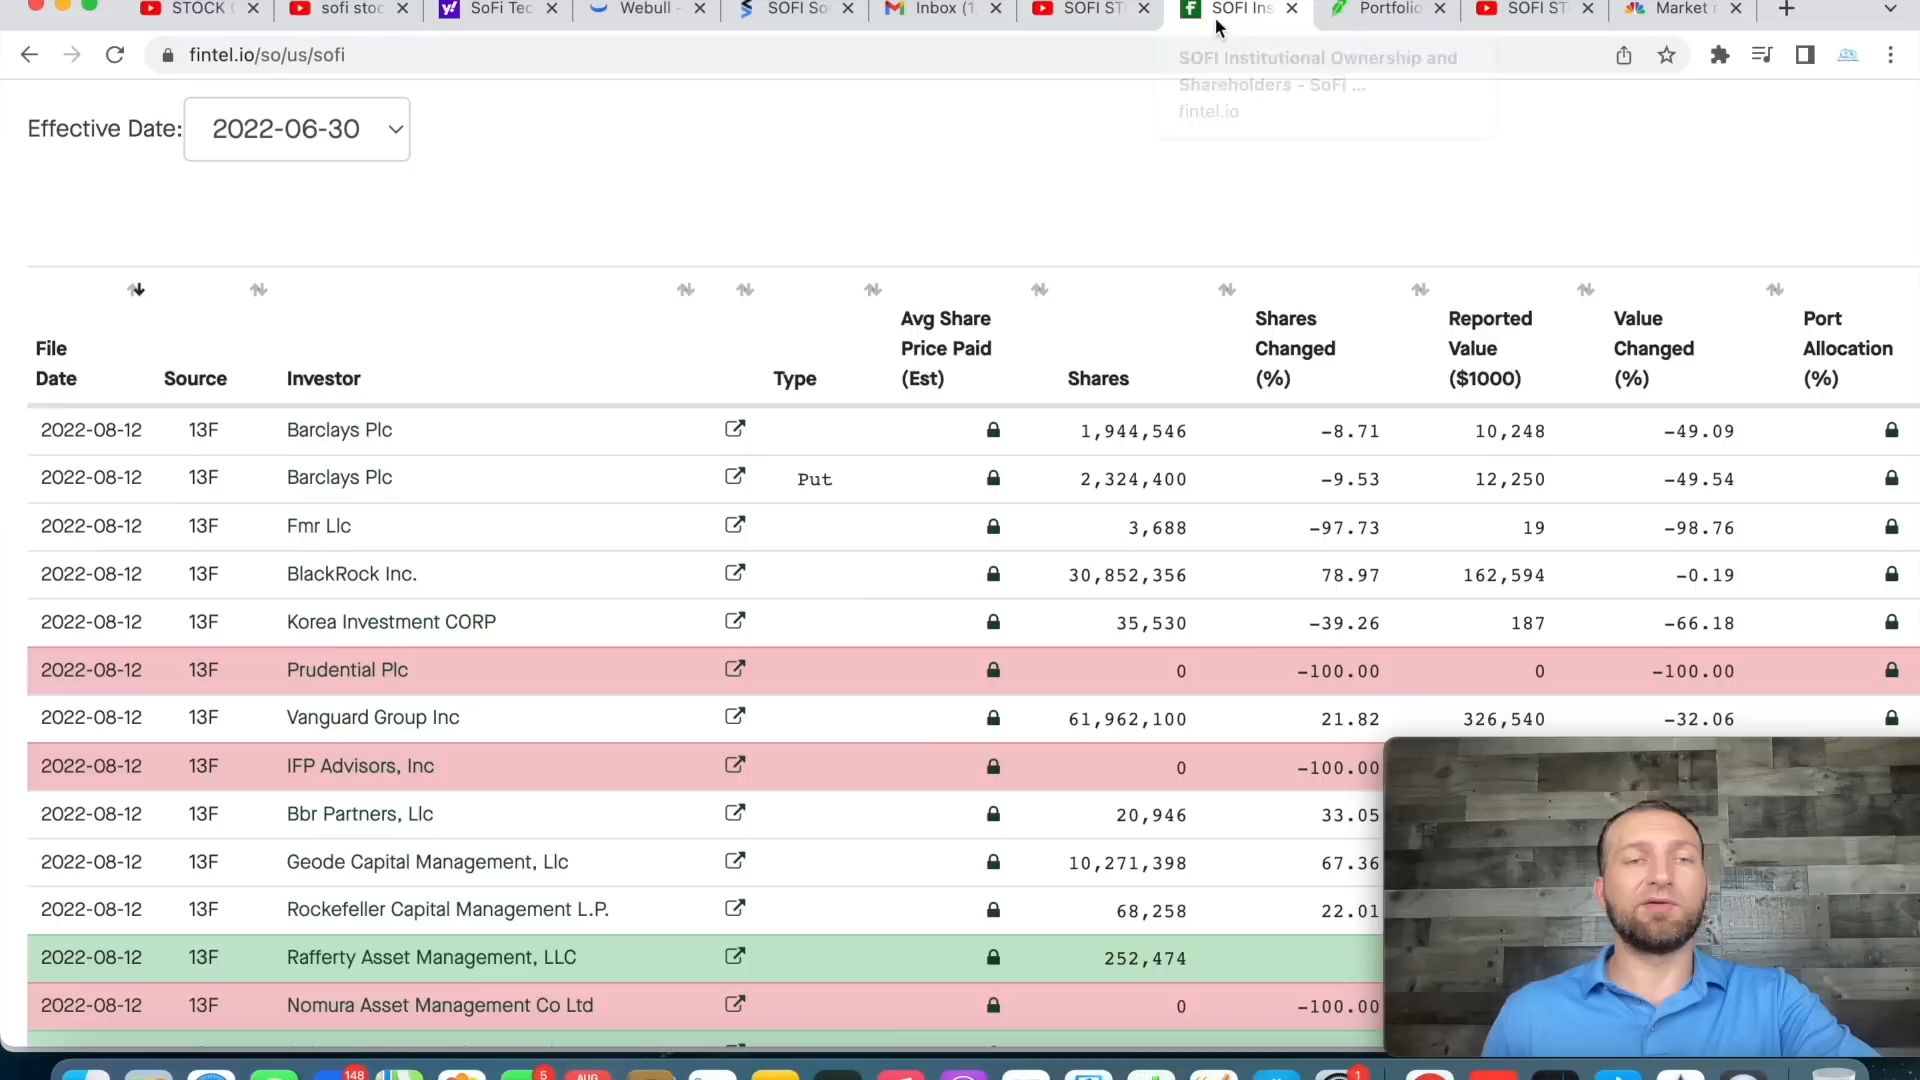 STOCK
sofi stoc
SoFi Tec
Webull -
SOFI So
Inbox (1
SOFI ST
SOFI Ins
Portfolio
SOFI ST
Market
fintel.io/so/us/sofi
SOFI Institutional Ownership and
Shareholders - SoFi ...
fintel.io
Effective Date: 2022-06-30
File Date Source Investor Type Avg Share Price Paid (Est) Shares Shares Changed (%) Reported Value ($1000) Value Changed (%) Port Allocation (%)
2022-08-12 13F Barclays Plc 1,944,546 -8.71 10,248 -49.09
2022-08-12 13F Barclays Plc Put 2,324,400 -9.53 12,250 -49.54
2022-08-12 13F Fmr Llc 3,688 -97.73 19 -98.76
2022-08-12 13F BlackRock Inc. 30,852,356 78.97 162,594 -0.19
2022-08-12 13F Korea Investment CORP 35,530 -39.26 187 -66.18
2022-08-12 13F Prudential Plc 0 -100.00 0 -100.00
2022-08-12 13F Vanguard Group Inc 61,962,100 21.82 326,540 -32.06
2022-08-12 13F IFP Advisors, Inc 0 -100.00
2022-08-12 13F Bbr Partners, Llc 20,946 33.05
2022-08-12 13F Geode Capital Management, Llc 10,271,398 67.36
2022-08-12 13F Rockefeller Capital Management L.P. 68,258 22.01
2022-08-12 13F Rafferty Asset Management, LLC 252,474
2022-08-12 13F Nomura Asset Management Co Ltd 0 -100.00
148
5
AUG
1